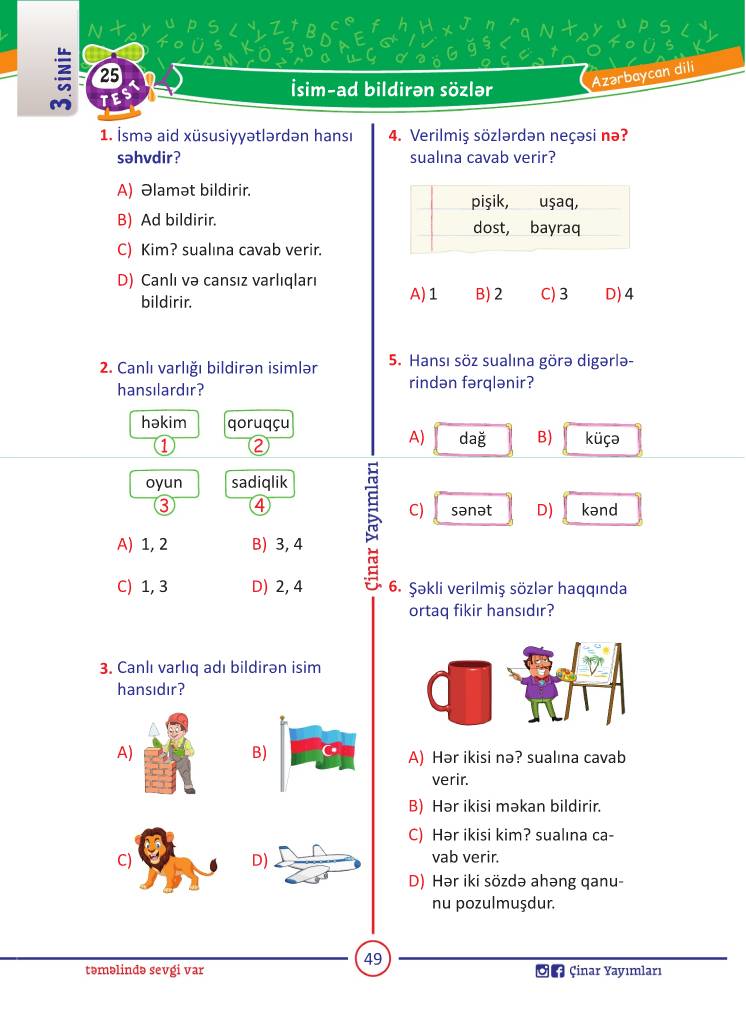 3. SİNİF
25
TEST
İsim-ad bildirən sözlər
Azərbaycan dili
1. İsmə aid xüsusiyyətlərdən hansı
səhvdir?
A) Əlamət bildirir.
B) Ad bildirir.
C) Kim? sualına cavab verir.
D) Canlı və cansız varlıqları
bildirir.
2. Canlı varlığı bildirən isimlər
hansılardır?
həkim
qoruqçu
1
2
oyun
sadiqlik
3
4
A) 1, 2
B) 3, 4
C) 1, 3
D) 2, 4
3. Canlı varlıq adı bildirən isim
hansıdır?
A)
B)
C)
D)
Çinar Yayımları
4. Verilmiş sözlərdən neçəsi nə?
sualına cavab verir?
pişik, uşaq,
dost, bayraq
A) 1 B) 2 C) 3 D) 4
5. Hansı söz sualına görə digərlə-
rindən fərqlənir?
A) dağ
B) küçə
C) sənət
D) kənd
6. Şəkli verilmiş sözlər haqqında
ortaq fikir hansıdır?
A) Hər ikisi nə? sualına cavab
verir.
B) Hər ikisi məkan bildirir.
C) Hər ikisi kim? sualına ca-
vab verir.
D) Hər iki sözdə ahəng qanu-
nu pozulmuşdur.
təməlində sevgi var
49
Çinar Yayımları